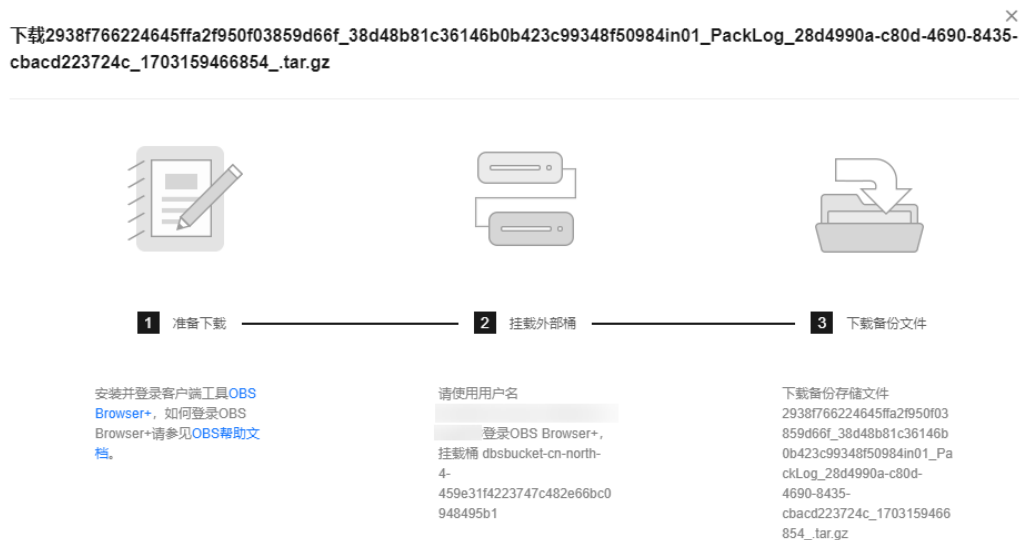 下载2938f766224645ffa2f950f03859d66f_38d48b81c36146b0b423c99348f50984in01_PackLog_28d4990a-c80d-4690-8435-
cbacd223724c_1703159466854_.tar.gz
1 准备下载
2 挂载外部桶
3 下载备份文件
安装并登录客户端工具OBS
Browser+，如何登录OBS
Browser+请参见OBS帮助文
档。
请使用用户名
登录OBS Browser+，
挂载桶 dbsbucket-cn-north-
4-
459e31f4223747c482e66bc0
948495b1
下载备份存储文件
2938f766224645ffa2f950f03
859d66f_38d48b81c36146b
0b423c99348f50984in01_Pa
ckLog_28d4990a-c80d-
4690-8435-
cbacd223724c_1703159466
854_.tar.gz